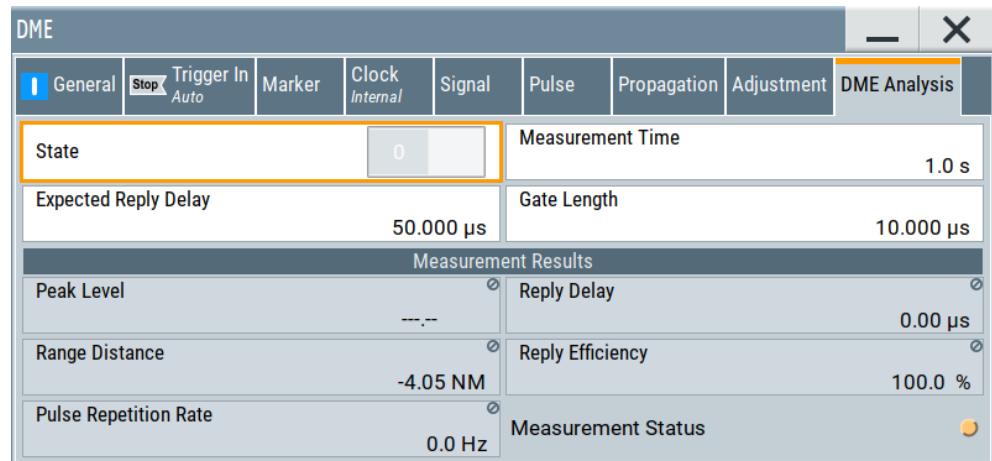 DME
General
Stop
Trigger In
Auto
Marker
Clock
Internal
Signal
Pulse
Propagation
Adjustment
DME Analysis
State
0
Measurement Time
1.0 s
Expected Reply Delay
50.000 µs
Gate Length
10.000 µs
Measurement Results
Peak Level
---.--
Reply Delay
0.00 µs
Range Distance
-4.05 NM
Reply Efficiency
100.0 %
Pulse Repetition Rate
0.0 Hz
Measurement Status